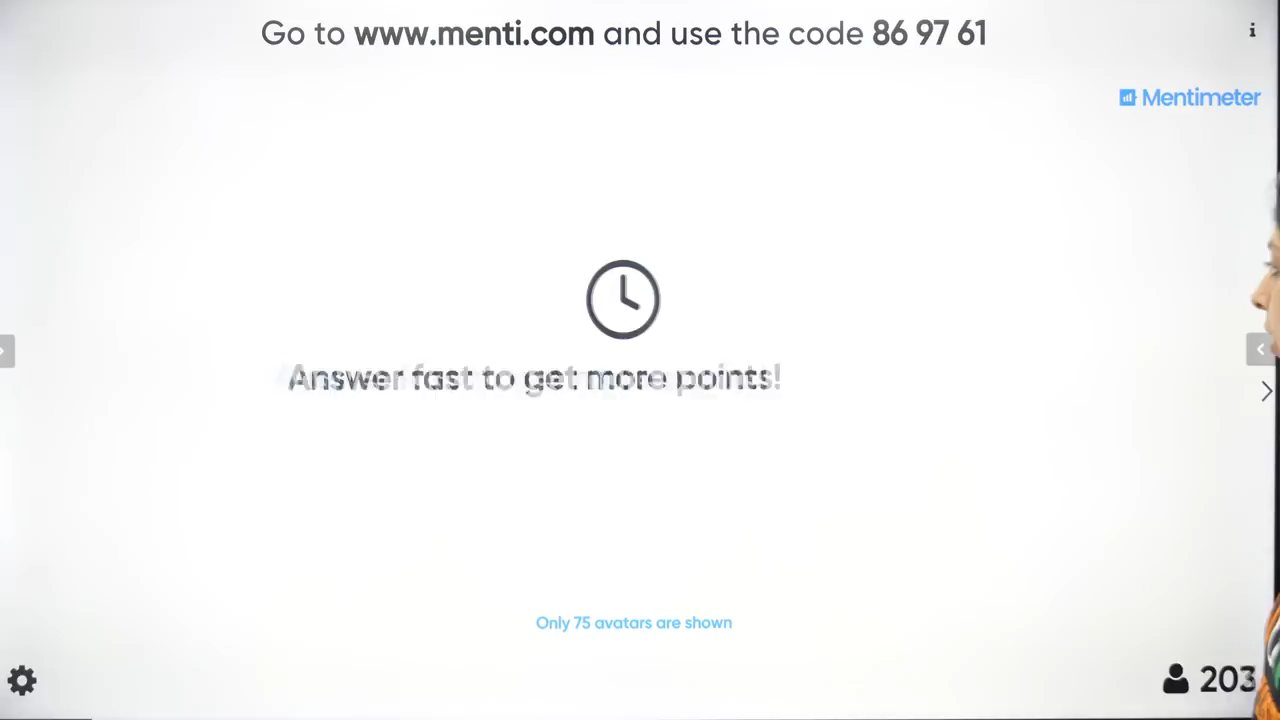 Go to www.menti.com and use the code 86 97 61
Mentimeter
Answer fast to get more points!
Only 75 avatars are shown
203